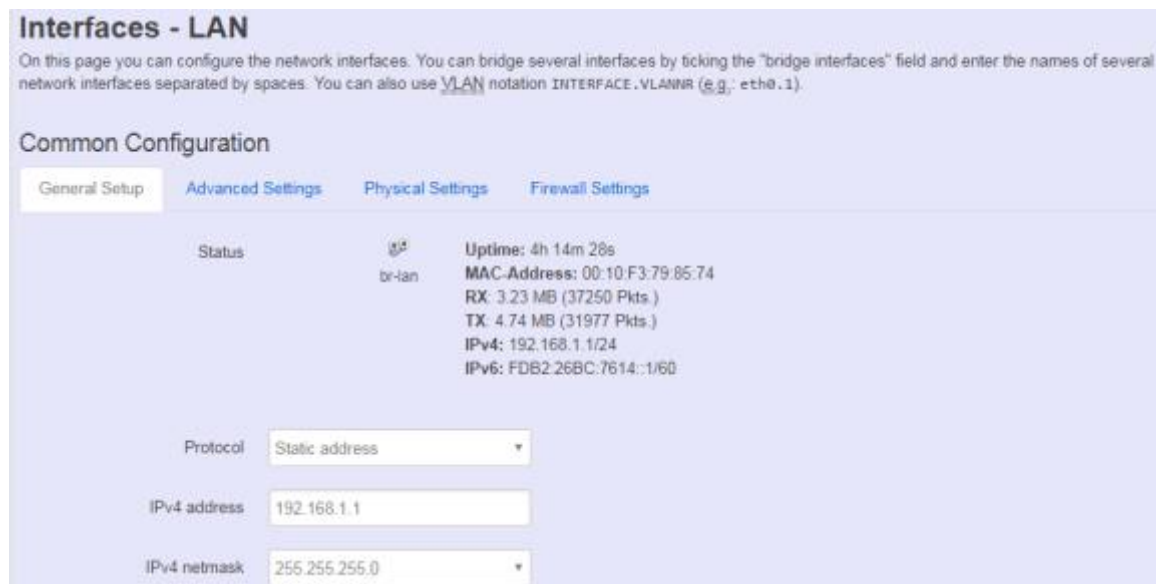 Interfaces - LAN
On this page you can configure the network interfaces. You can bridge several interfaces by ticking the "bridge interfaces" field and enter the names of several
network interfaces separated by spaces. You can also use VLAN notation INTERFACE.VLANNR (e.g.: eth0.1).
Common Configuration
General Setup Advanced Settings Physical Settings Firewall Settings
Status
br-lan
Uptime: 4h 14m 28s
MAC-Address: 00:10:F3:79:85:74
RX: 3.23 MB (37250 Pkts.)
TX: 4.74 MB (31977 Pkts.)
IPv4: 192.168.1.1/24
IPv6: FDB2:26BC:7614::1/60
Protocol Static address
IPv4 address 192.168.1.1
IPv4 netmask 255.255.255.0